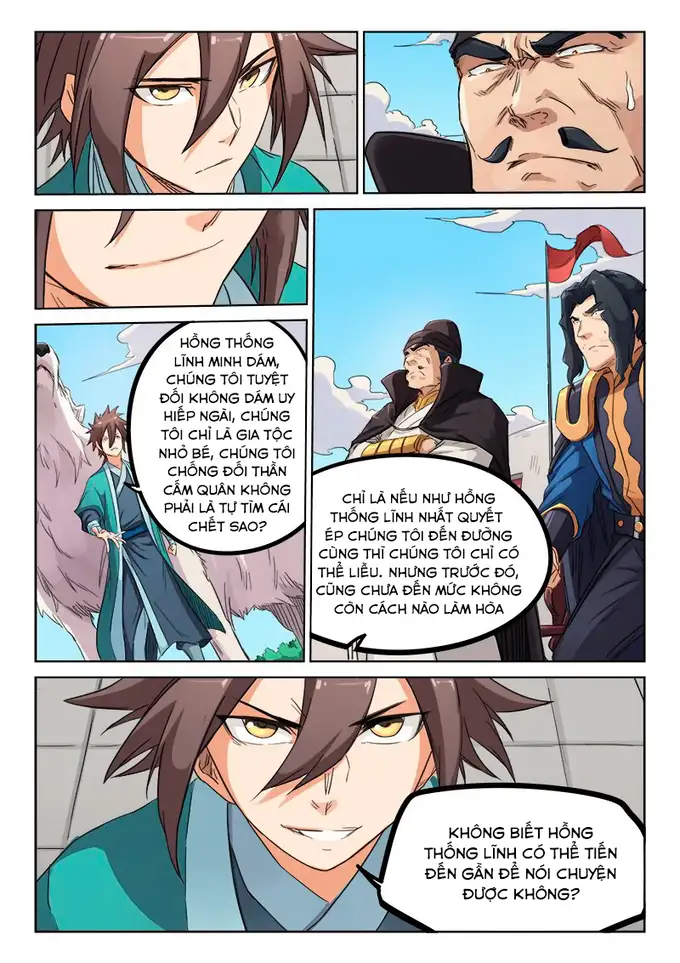 HỒNG THỐNG
LĨNH MINH DÁM,
CHÚNG TÔI TUYỆT
ĐỐI KHÔNG DÁM UY
HIẾP NGÀI, CHÚNG
TÔI CHỈ LÀ GIA TỘC
NHỎ BÉ, CHÚNG TÔI
CHỐNG ĐỐI THẦN
CẤM QUÂN KHÔNG
PHẢI LÀ TỰ TÌM CÁI
CHẾT SAO?
CHỈ LÀ NẾU NHƯ HỒNG
THỐNG LĨNH NHẤT QUYẾT
ÉP CHÚNG TÔI ĐẾN ĐƯỜNG
CÙNG THÌ CHÚNG TÔI CHỈ CÓ
THỂ LIỀU. NHƯNG TRƯỚC ĐÓ,
CŨNG CHƯA ĐẾN MỨC KHÔNG
CÒN CÁCH NÀO LÀM HÒA
KHÔNG BIẾT HỒNG
THỐNG LĨNH CÓ THỂ TIẾN
ĐẾN GẦN ĐỂ NÓI CHUYỆN
ĐƯỢC KHÔNG?